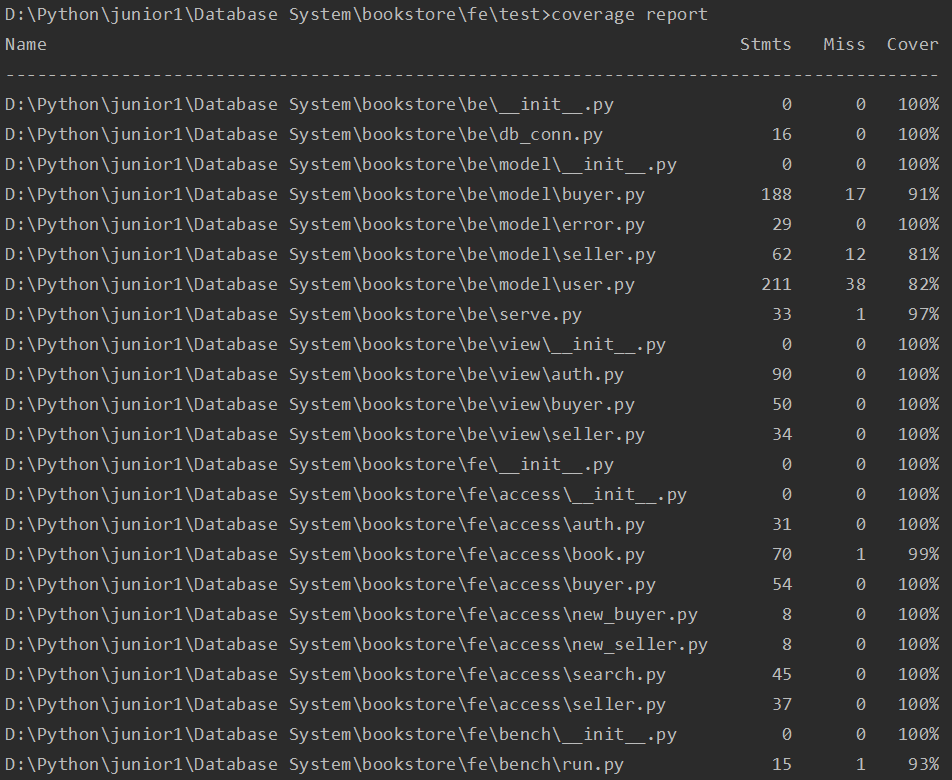 D:\Python\junior1\Database System\bookstore\fe\test>coverage report
Name Stmts Miss Cover
-----------------------------------------------------------------------------------------
D:\Python\junior1\Database System\bookstore\be\__init__.py 0 0 100%
D:\Python\junior1\Database System\bookstore\be\db_conn.py 16 0 100%
D:\Python\junior1\Database System\bookstore\be\model\__init__.py 0 0 100%
D:\Python\junior1\Database System\bookstore\be\model\buyer.py 188 17 91%
D:\Python\junior1\Database System\bookstore\be\model\error.py 29 0 100%
D:\Python\junior1\Database System\bookstore\be\model\seller.py 62 12 81%
D:\Python\junior1\Database System\bookstore\be\model\user.py 211 38 82%
D:\Python\junior1\Database System\bookstore\be\serve.py 33 1 97%
D:\Python\junior1\Database System\bookstore\be\view\__init__.py 0 0 100%
D:\Python\junior1\Database System\bookstore\be\view\auth.py 90 0 100%
D:\Python\junior1\Database System\bookstore\be\view\buyer.py 50 0 100%
D:\Python\junior1\Database System\bookstore\be\view\seller.py 34 0 100%
D:\Python\junior1\Database System\bookstore\fe\__init__.py 0 0 100%
D:\Python\junior1\Database System\bookstore\fe\access\__init__.py 0 0 100%
D:\Python\junior1\Database System\bookstore\fe\access\auth.py 31 0 100%
D:\Python\junior1\Database System\bookstore\fe\access\book.py 70 1 99%
D:\Python\junior1\Database System\bookstore\fe\access\buyer.py 54 0 100%
D:\Python\junior1\Database System\bookstore\fe\access\new_buyer.py 8 0 100%
D:\Python\junior1\Database System\bookstore\fe\access\new_seller.py 8 0 100%
D:\Python\junior1\Database System\bookstore\fe\access\search.py 45 0 100%
D:\Python\junior1\Database System\bookstore\fe\access\seller.py 37 0 100%
D:\Python\junior1\Database System\bookstore\fe\bench\__init__.py 0 0 100%
D:\Python\junior1\Database System\bookstore\fe\bench\run.py 15 1 93%